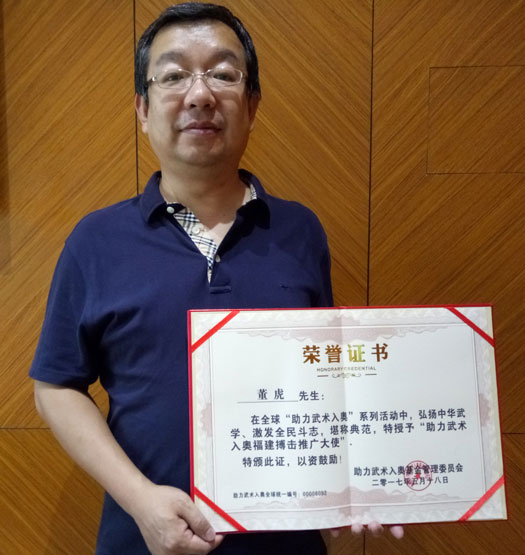 荣誉证书
HONORARY CREDENTIAL
董虎 先生：
在全球“助力武术入奥”系列活动中，弘扬中华武
学、激发全民斗志，堪称典范，特授予“助力武术
入奥福建搏击推广大使”．
特颁此证，以资鼓励！
助力武术入奥基金管理委员会
二零一七年五月十八日
助力武术入奥全球统一编号 00009092